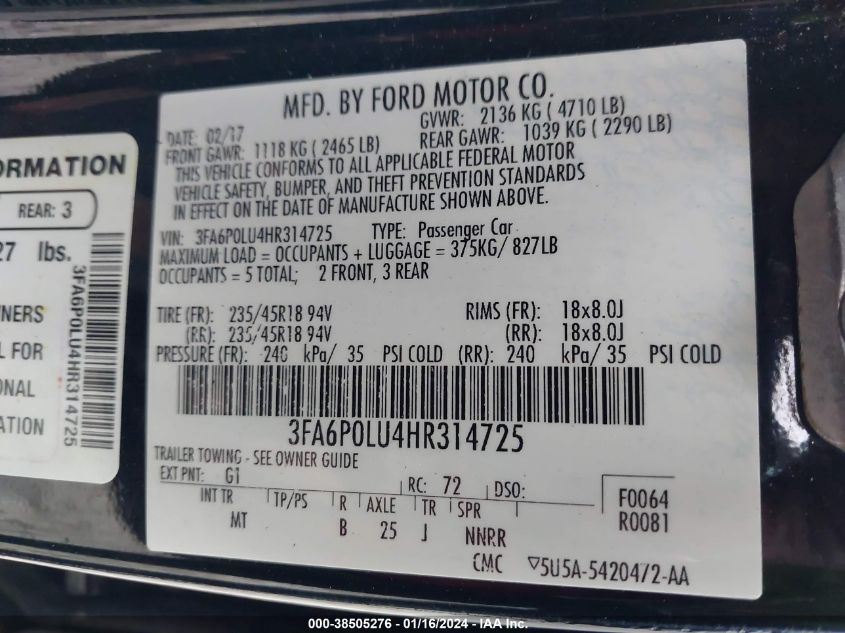 ORMATION
REAR: 3
27 lbs.
WNERS
L FOR
ONAL
ATION
3FA6P0LU4HR314725
MFD. BY FORD MOTOR CO.
DATE: 02/17 GVWR: 2136 KG ( 4710 LB)
FRONT GAWR: 1118 KG ( 2465 LB) REAR GAWR: 1039 KG ( 2290 LB)
THIS VEHICLE CONFORMS TO ALL APPLICABLE FEDERAL MOTOR
VEHICLE SAFETY, BUMPER, AND THEFT PREVENTION STANDARDS
IN EFFECT ON THE DATE OF MANUFACTURE SHOWN ABOVE.
VIN: 3FA6P0LU4HR314725 TYPE: Passenger Car
MAXIMUM LOAD = OCCUPANTS + LUGGAGE = 375KG/ 827LB
OCCUPANTS = 5 TOTAL; 2 FRONT, 3 REAR
TIRE (FR): 235/45R18 94V RIMS (FR): 18x8.0J
(RR): 235/45R18 94V (RR): 18x8.0J
PRESSURE (FR): 240 kPa/ 35 PSI COLD (RR): 240 kPa/ 35 PSI COLD
3FA6P0LU4HR314725
TRAILER TOWING - SEE OWNER GUIDE
EXT PNT: G1 RC: 72 DSO: F0064
INT TR TP/PS R AXLE TR SPR R0081
MT B 25 J NNRR
CMC ▽5U5A-5420472-AA
000-38505276 - 01/16/2024 - IAA Inc.